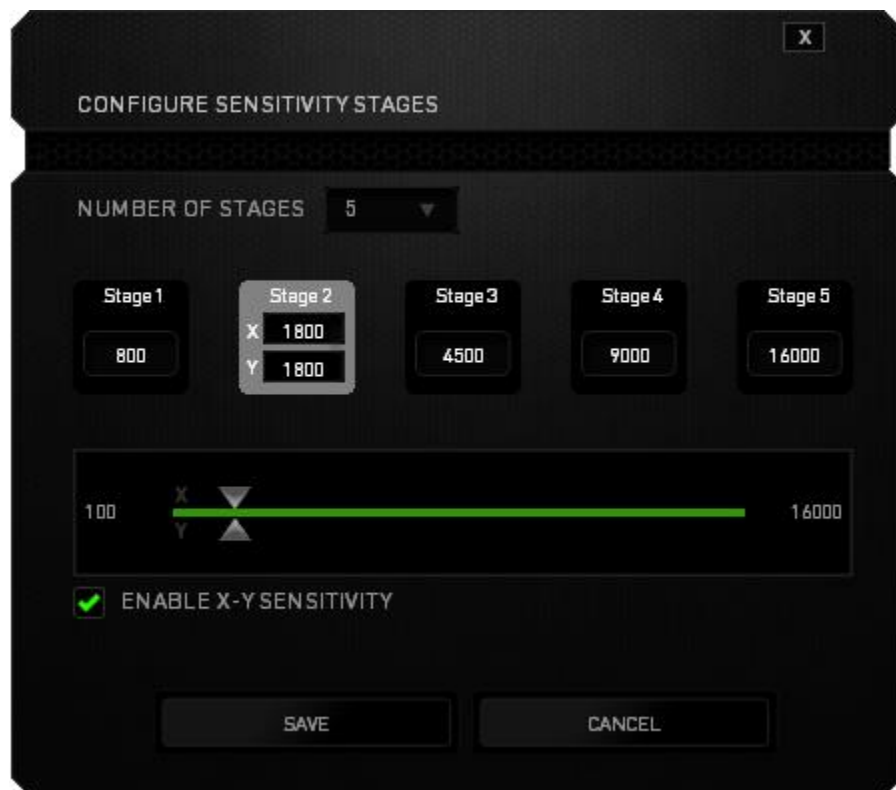 X
CONFIGURE SENSITIVITY STAGES
NUMBER OF STAGES 5
Stage 1 Stage 2 Stage 3 Stage 4 Stage 5
X 1800
800 4500 9000 16000
Y 1800
X
100 16000
Y
ENABLE X-Y SENSITIVITY
SAVE CANCEL